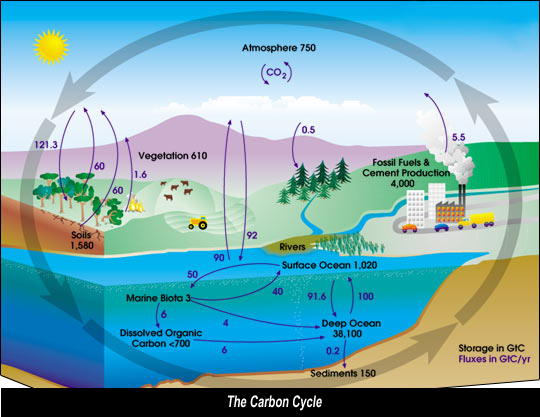 Atmosphere 750
CO2
121.3
60
60
1.6
Vegetation 610
0.5
5.5
Fossil Fuels &
Cement Production
4,000
Soils
1,580
90
92
Rivers
Surface Ocean 1,020
50
40
91.6
100
Marine Biota 3
6
4
Deep Ocean
38,100
Dissolved Organic
Carbon <700
6
0.2
Sediments 150
Storage in GtC
Fluxes in GtC/yr
The Carbon Cycle